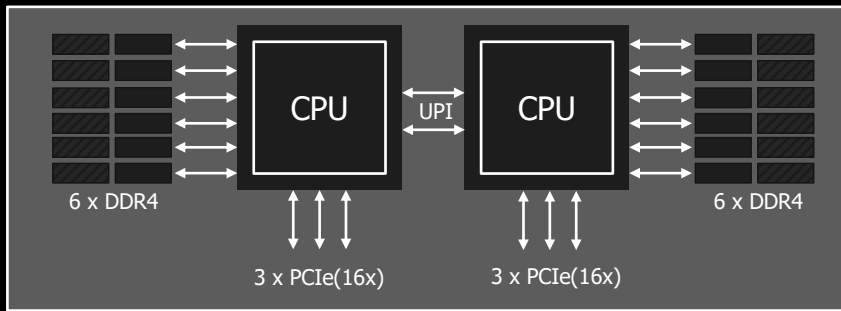 CPU
UPI
CPU
6 x DDR4
6 x DDR4
3 x PCIe(16x)
3 x PCIe(16x)